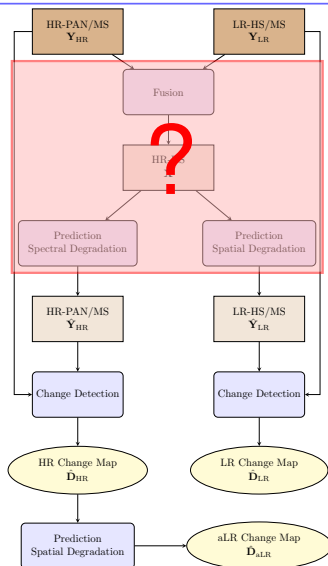 HR-PAN/MS
Y_HR
LR-HS/MS
Y_LR
Fusion
?
Prediction
Spectral Degradation
Prediction
Spatial Degradation
HR-PAN/MS
Ŷ_HR
LR-HS/MS
Ŷ_LR
Change Detection
Change Detection
HR Change Map
D̂_HR
LR Change Map
D̂_LR
Prediction
Spatial Degradation
aLR Change Map
D̂_aLR